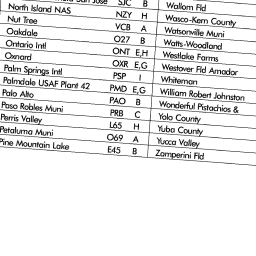 San Jose SJC B Wallom Fld
North Island NAS NZY H Wasco-Kern County
Nut Tree VCB A Watsonville Muni
Oakdale O27 B Watts-Woodland
Ontario Intl ONT E,H Westlake Farms
Oxnard OXR E,G Westover Fld Amador
Palm Springs Intl PSP I Whiteman
Palmdale USAF Plant 42 PMD E,G William Robert Johnston
Palo Alto PAO B Wonderful Pistachios &
Paso Robles Muni PRB C Yolo County
Perris Valley L65 H Yuba County
Petaluma Muni O69 A Yucca Valley
Pine Mountain Lake E45 B Zamperini Fld